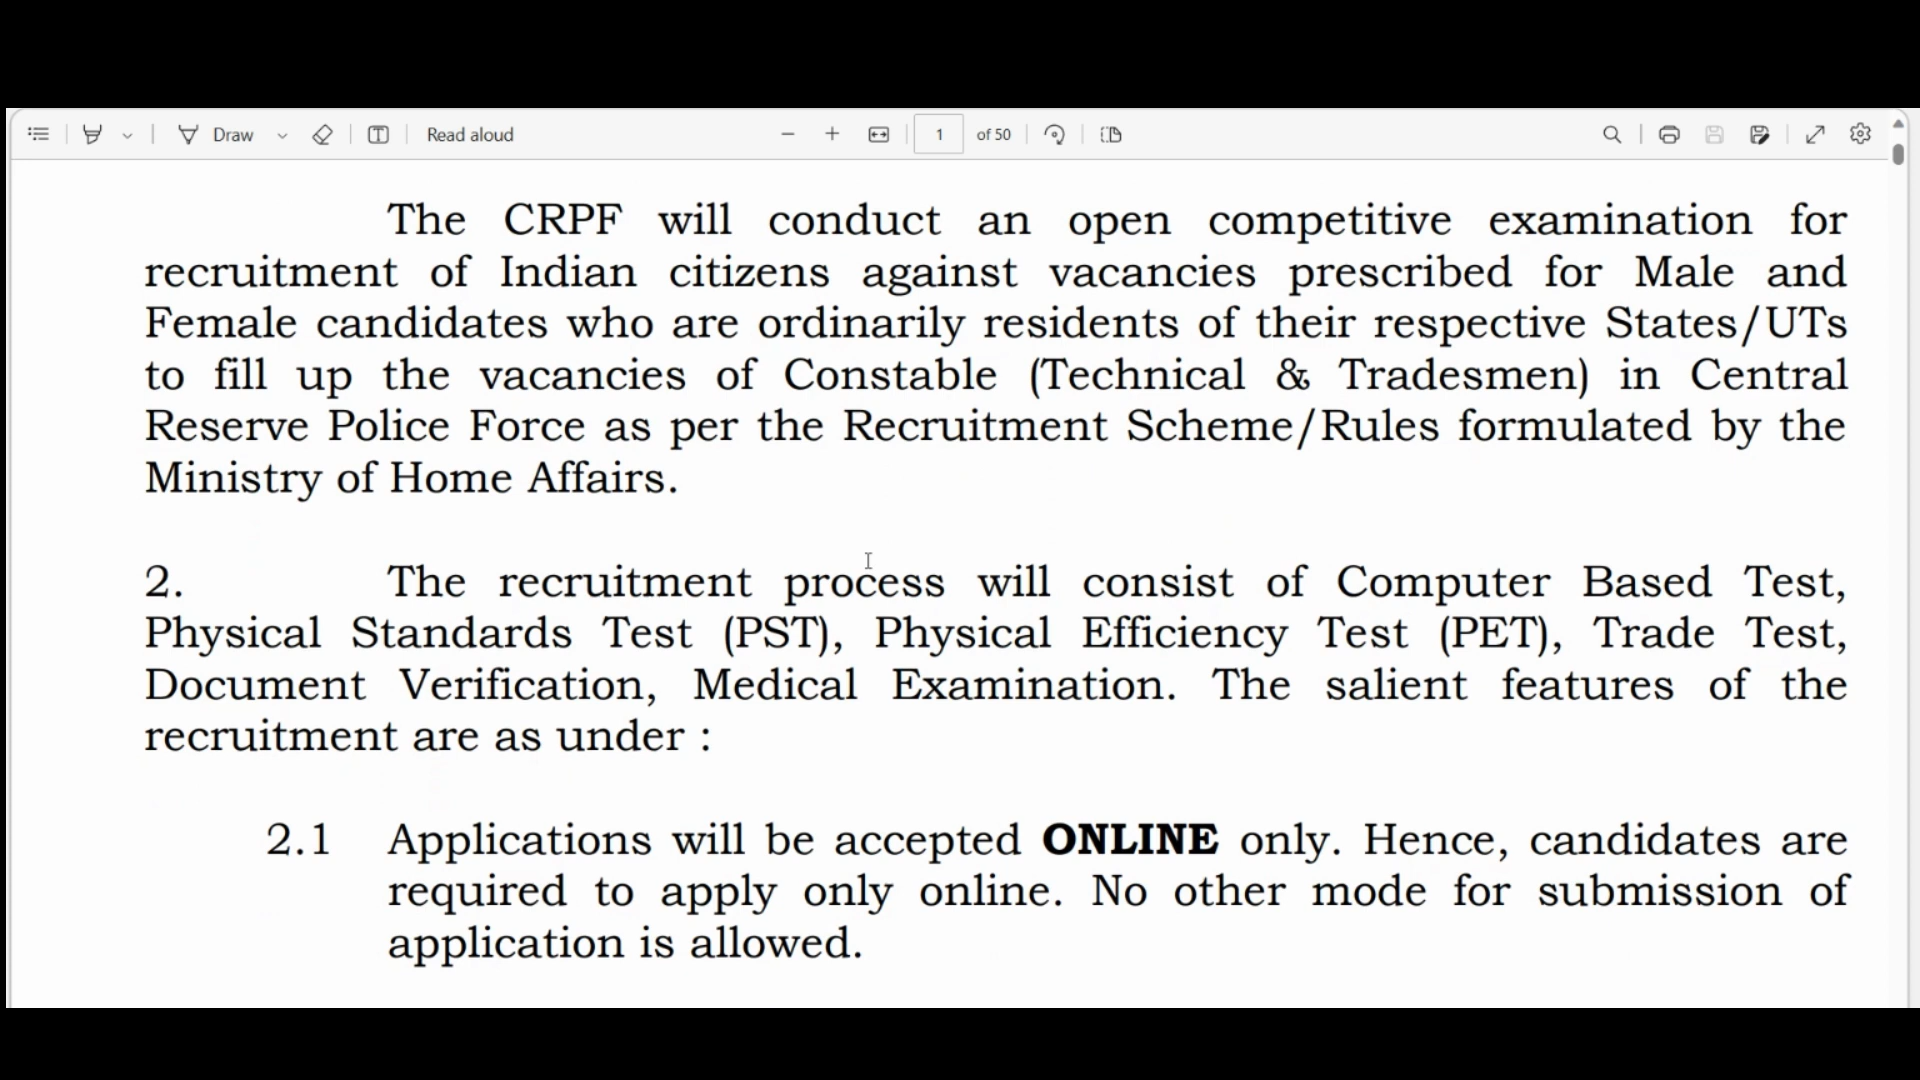 Draw Read aloud 1 of 50
The CRPF will conduct an open competitive examination for
recruitment of Indian citizens against vacancies prescribed for Male and
Female candidates who are ordinarily residents of their respective States/UTs
to fill up the vacancies of Constable (Technical & Tradesmen) in Central
Reserve Police Force as per the Recruitment Scheme/Rules formulated by the
Ministry of Home Affairs.
2. The recruitment process will consist of Computer Based Test,
Physical Standards Test (PST), Physical Efficiency Test (PET), Trade Test,
Document Verification, Medical Examination. The salient features of the
recruitment are as under :
2.1 Applications will be accepted ONLINE only. Hence, candidates are
required to apply only online. No other mode for submission of
application is allowed.